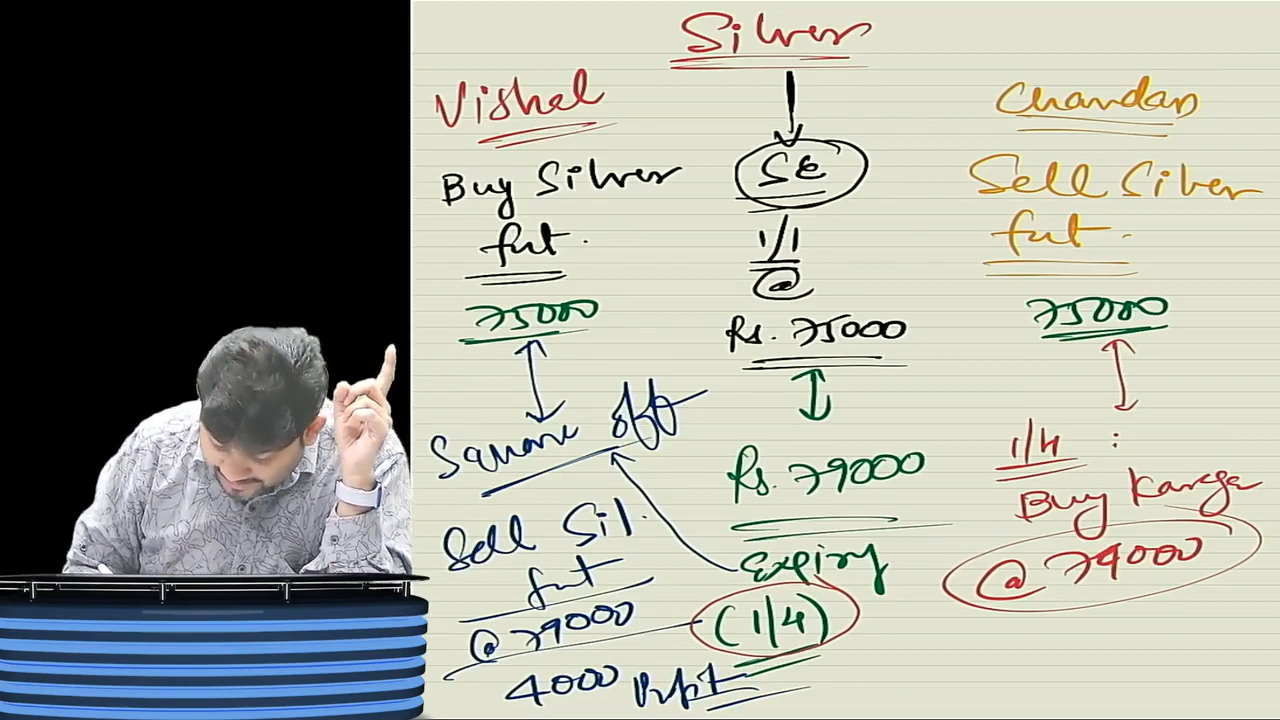 Silver
Vishal
Buy Silver
fut.
75000
Square off
Sell Sil.
fut
@ 79000
4000 Profit
SE
1/1
@
Rs. 75000
Rs. 79000
Expiry
(1/4)
Chandan
Sell Silver
fut.
75000
1/4 :
Buy Karega
@ 79000